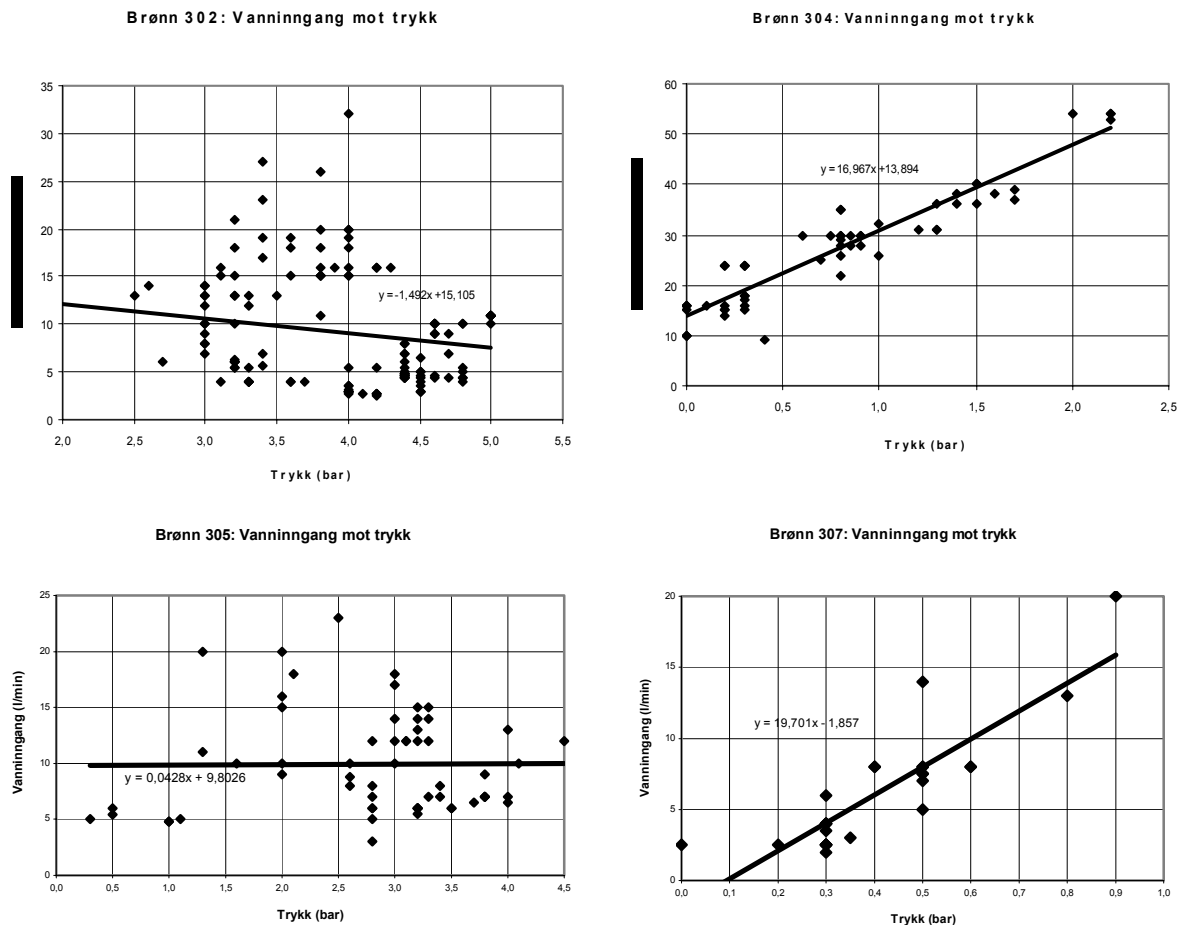 Brønn 302: Vanninngang mot trykk
35
30
25
20
15
10
5
0
y = -1,492x + 15,105
2,0 2,5 3,0 3,5 4,0 4,5 5,0 5,5
Trykk (bar)
Brønn 304: Vanninngang mot trykk
60
50
40
30
20
10
0
y = 16,967x + 13,894
0,0 0,5 1,0 1,5 2,0 2,5
Trykk (bar)
Brønn 305: Vanninngang mot trykk
Vanninngang (l/min)
25
20
15
10
5
0
y = 0,0428x + 9,8026
0,0 0,5 1,0 1,5 2,0 2,5 3,0 3,5 4,0 4,5
Trykk (bar)
Brønn 307: Vanninngang mot trykk
Vanninngang (l/min)
20
15
10
5
0
y = 19,701x - 1,857
0,0 0,1 0,2 0,3 0,4 0,5 0,6 0,7 0,8 0,9 1,0
Trykk (bar)